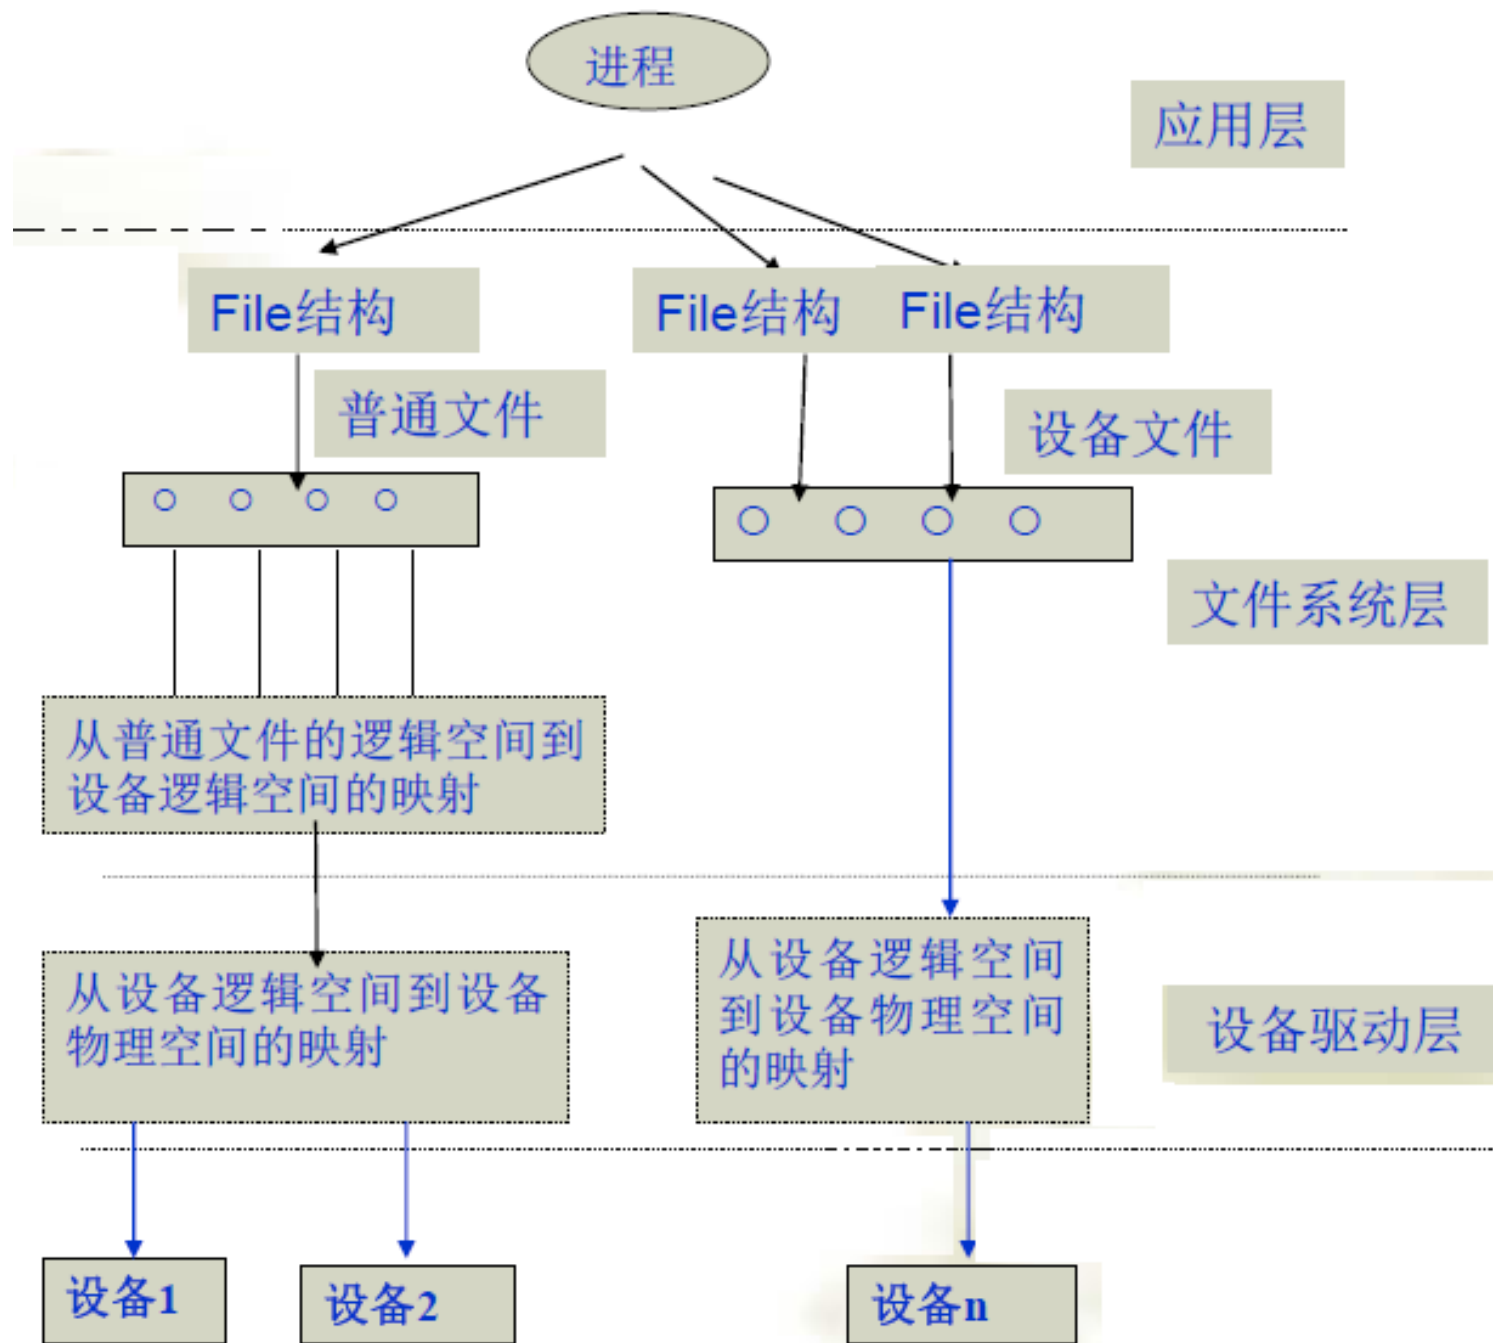 进程
应用层
File结构
File结构
File结构
普通文件
设备文件
文件系统层
从普通文件的逻辑空间到
设备逻辑空间的映射
从设备逻辑空间到设备
物理空间的映射
从设备逻辑空间
到设备物理空间
的映射
设备驱动层
设备1
设备2
设备n